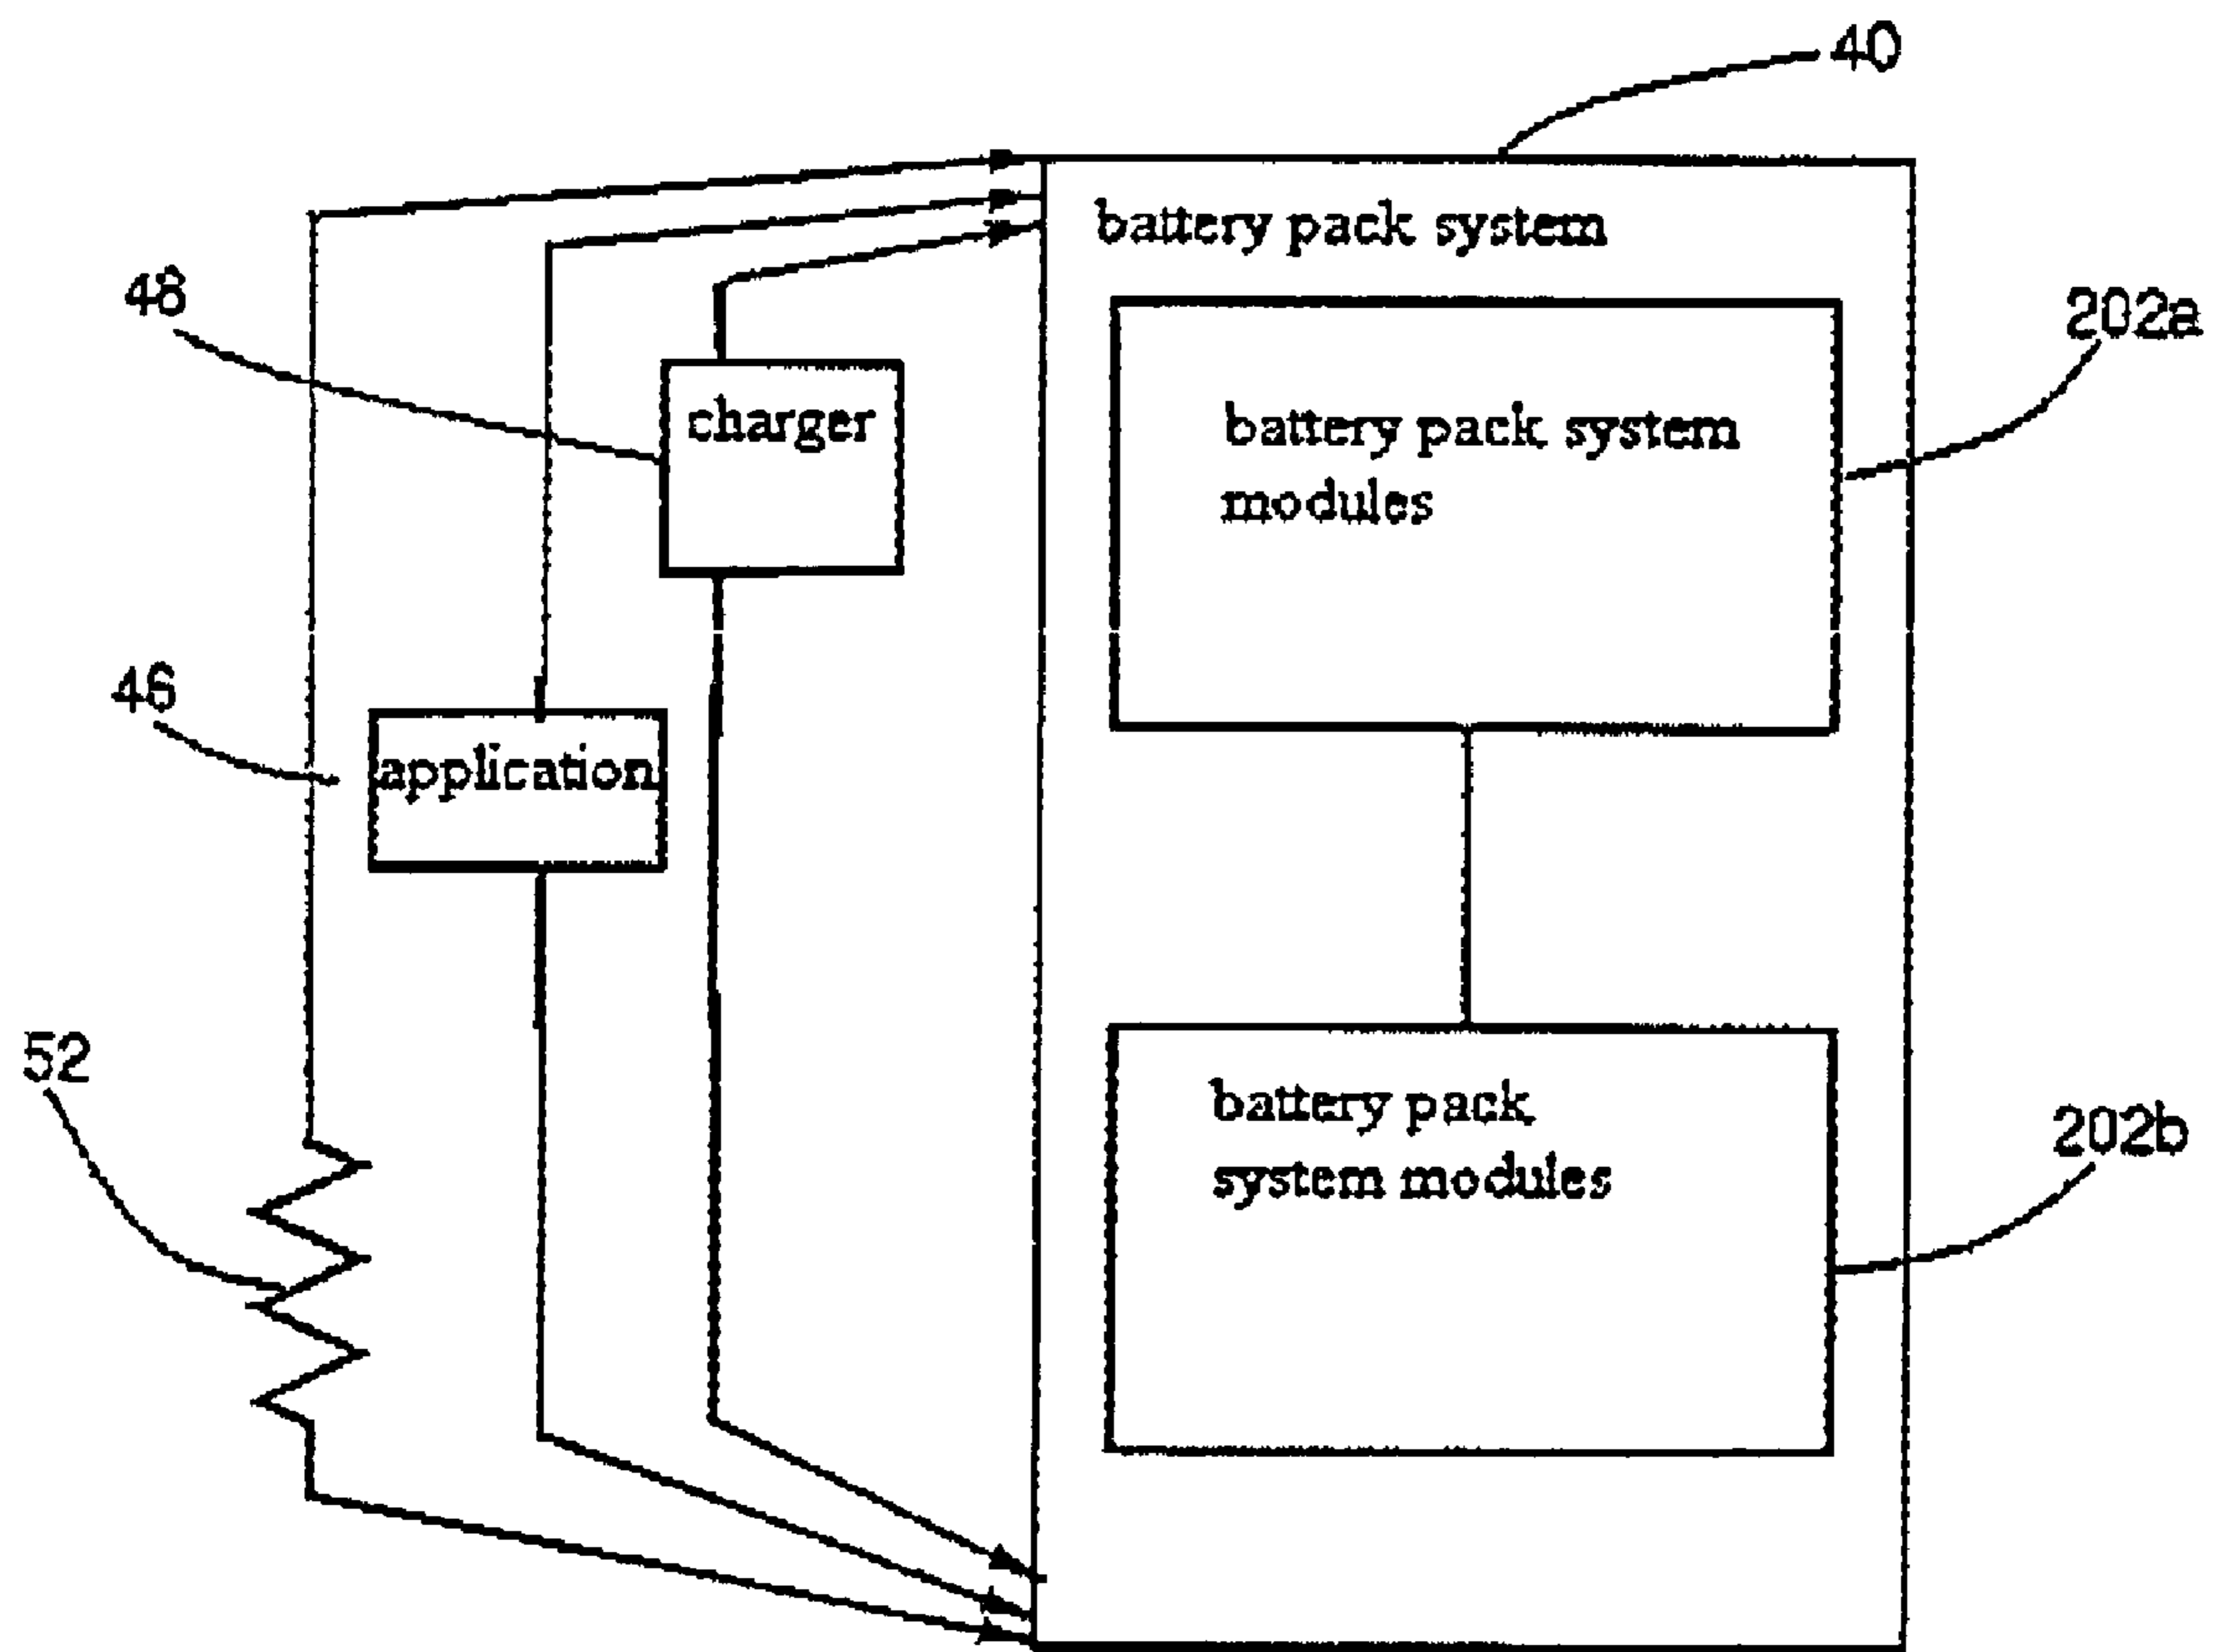 40
battery pack system
48
202a
charger
battery pack system
modules
46
application
52
battery pack
system modules
202b